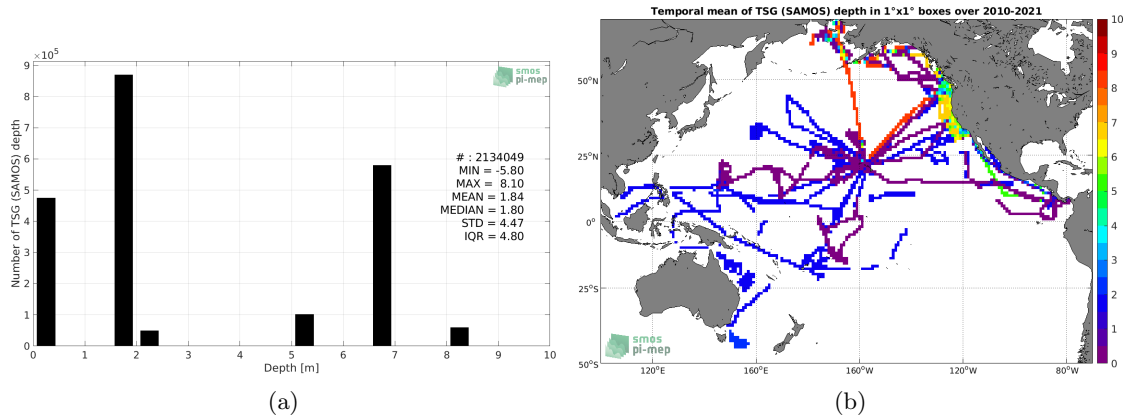 ×10⁵
9
8
7
6
5
4
3
2
1
0
Number of TSG (SAMOS) depth
0 1 2 3 4 5 6 7 8 9 10
Depth [m]
smos
pi-mep
# : 2134049
MIN = -5.80
MAX = 8.10
MEAN = 1.84
MEDIAN = 1.80
STD = 4.47
IQR = 4.80
(a)
Temporal mean of TSG (SAMOS) depth in 1°x1° boxes over 2010-2021
50°N
25°N
0°
25°S
50°S
120°E 160°E 160°W 120°W 80°W
smos
pi-mep
10
9
8
7
6
5
4
3
2
1
0
(b)